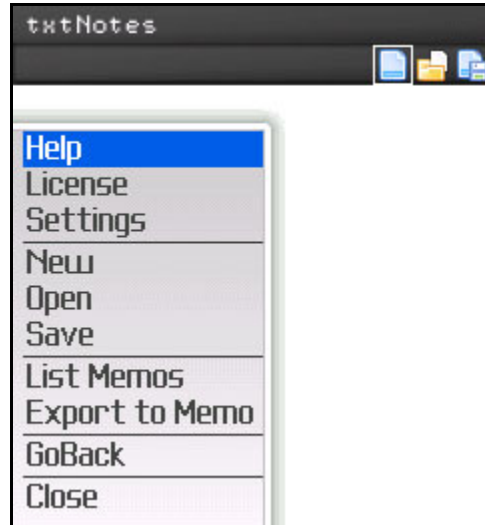 txtNotes
Help
License
Settings
New
Open
Save
List Memos
Export to Memo
GoBack
Close